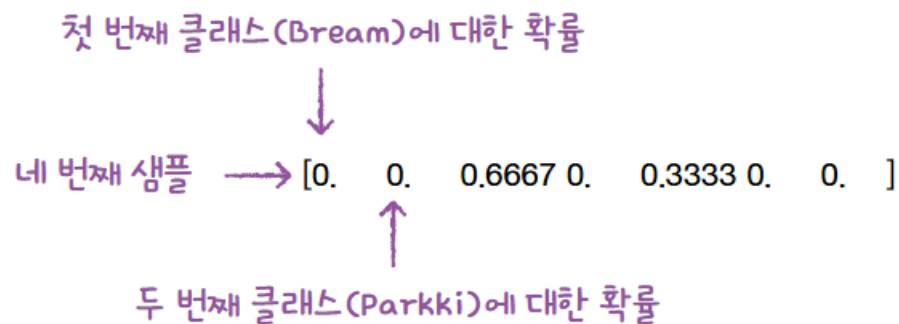 첫 번째 클래스(Bream)에 대한 확률
네 번째 샘플 [0. 0. 0.6667 0. 0.3333 0. 0. ]
두 번째 클래스(Parkki)에 대한 확률